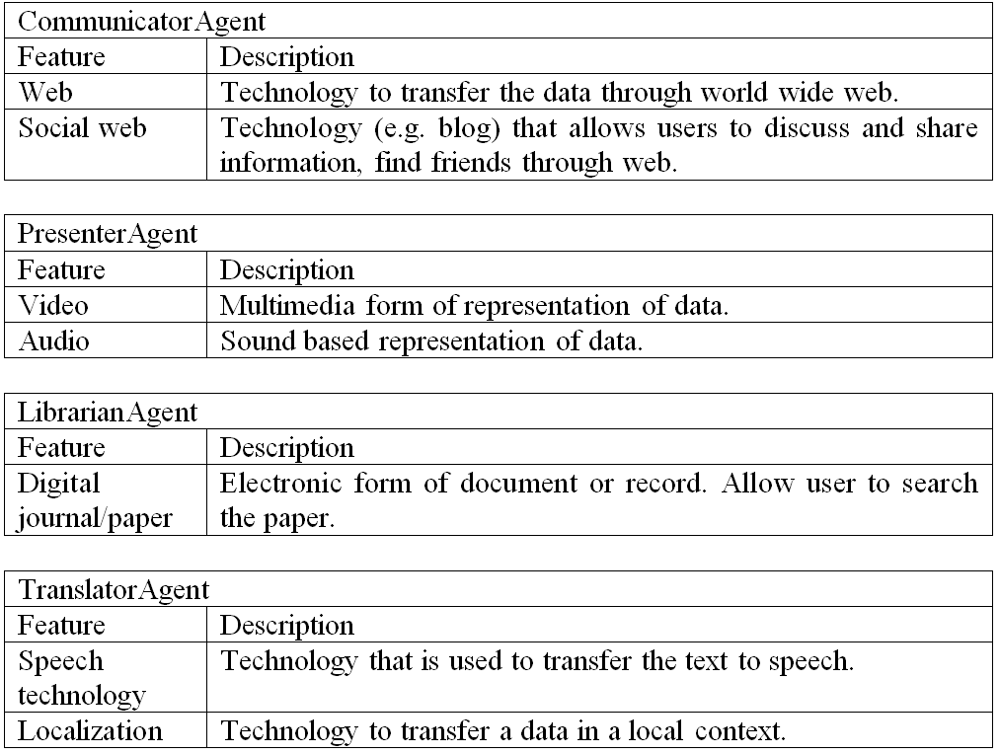 CommunicatorAgent
Feature Description
Web Technology to transfer the data through world wide web.
Social web Technology (e.g. blog) that allows users to discuss and share
information, find friends through web.
PresenterAgent
Feature Description
Video Multimedia form of representation of data.
Audio Sound based representation of data.
LibrarianAgent
Feature Description
Digital Electronic form of document or record. Allow user to search
journal/paper the paper.
TranslatorAgent
Feature Description
Speech Technology that is used to transfer the text to speech.
technology
Localization Technology to transfer a data in a local context.